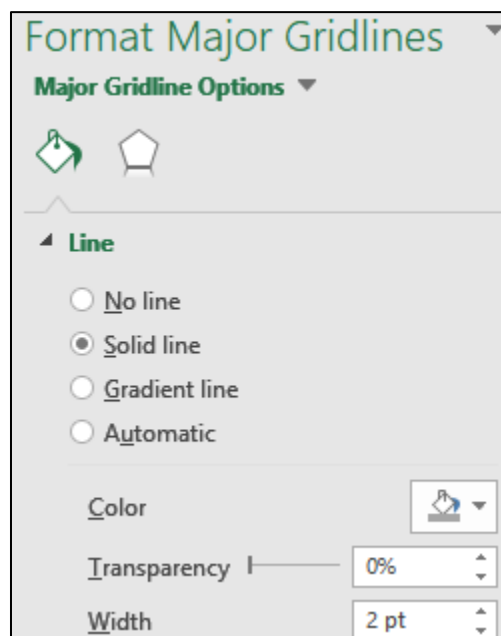 Format Major Gridlines
Major Gridline Options
Line
No line
Solid line
Gradient line
Automatic
Color
Transparency 0%
Width 2 pt